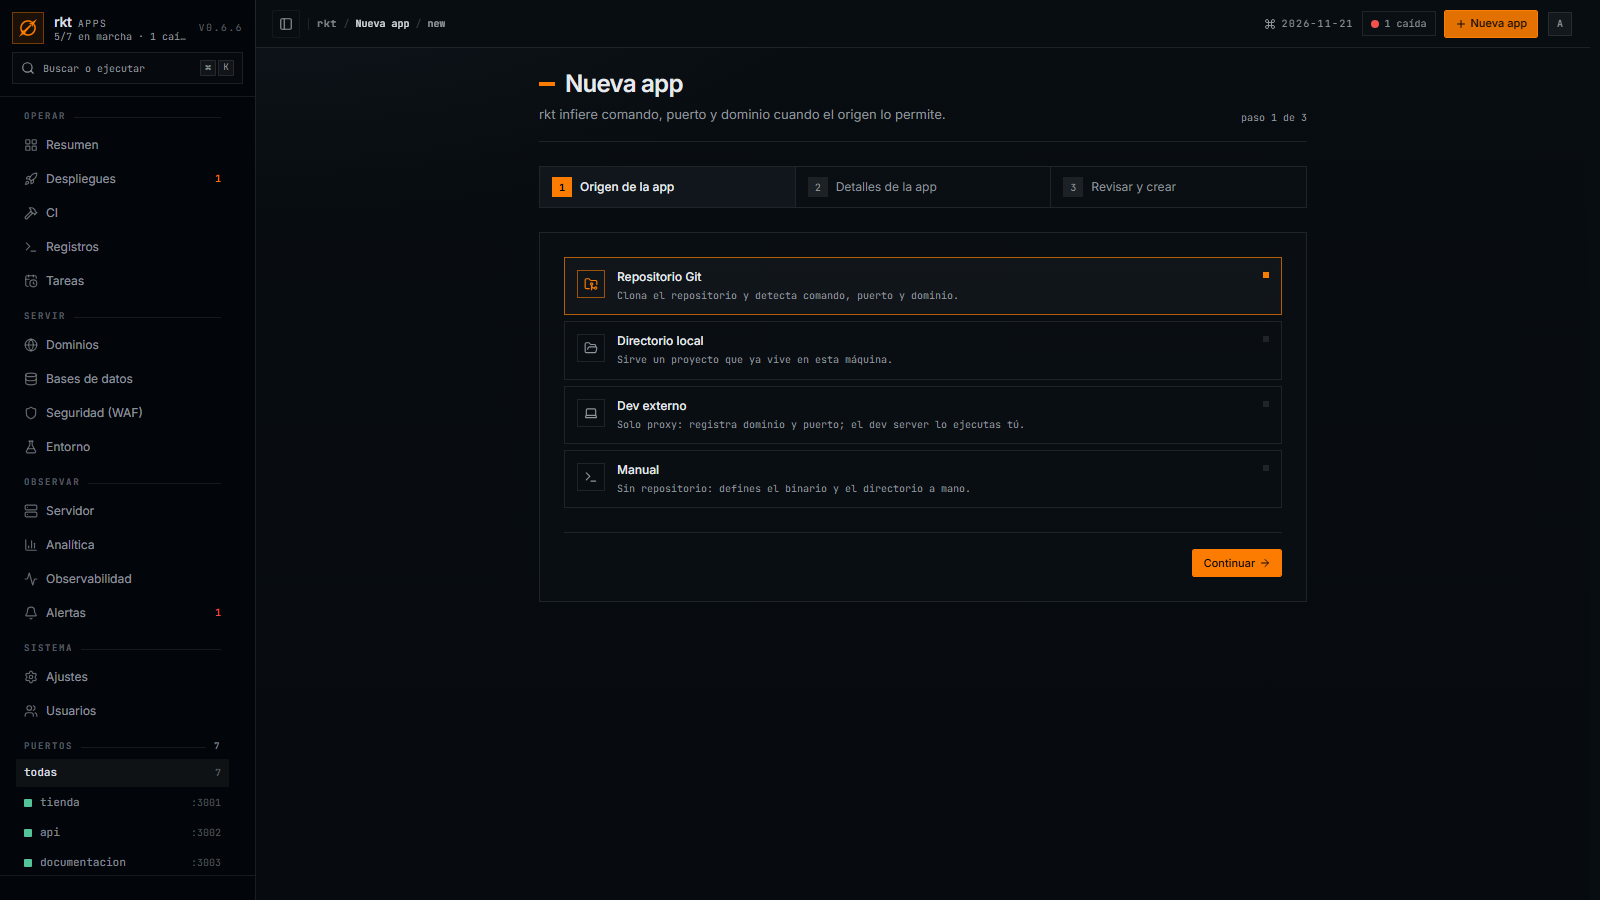 rkt APPS
V0.6.6
5/7 en marcha · 1 caí…
Buscar o ejecutar ⌘ K
OPERAR
Resumen
Despliegues 1
CI
Registros
Tareas
SERVIR
Dominios
Bases de datos
Seguridad (WAF)
Entorno
OBSERVAR
Servidor
Analítica
Observabilidad
Alertas 1
SISTEMA
Ajustes
Usuarios
PUERTOS 7
todas 7
tienda :3001
api :3002
documentacion :3003
rkt / Nueva app / new
⌘ 2026-11-21
1 caída
+ Nueva app
A
Nueva app
rkt infiere comando, puerto y dominio cuando el origen lo permite.
paso 1 de 3
1 Origen de la app
2 Detalles de la app
3 Revisar y crear
Repositorio Git
Clona el repositorio y detecta comando, puerto y dominio.
Directorio local
Sirve un proyecto que ya vive en esta máquina.
Dev externo
Solo proxy: registra dominio y puerto; el dev server lo ejecutas tú.
Manual
Sin repositorio: defines el binario y el directorio a mano.
Continuar →